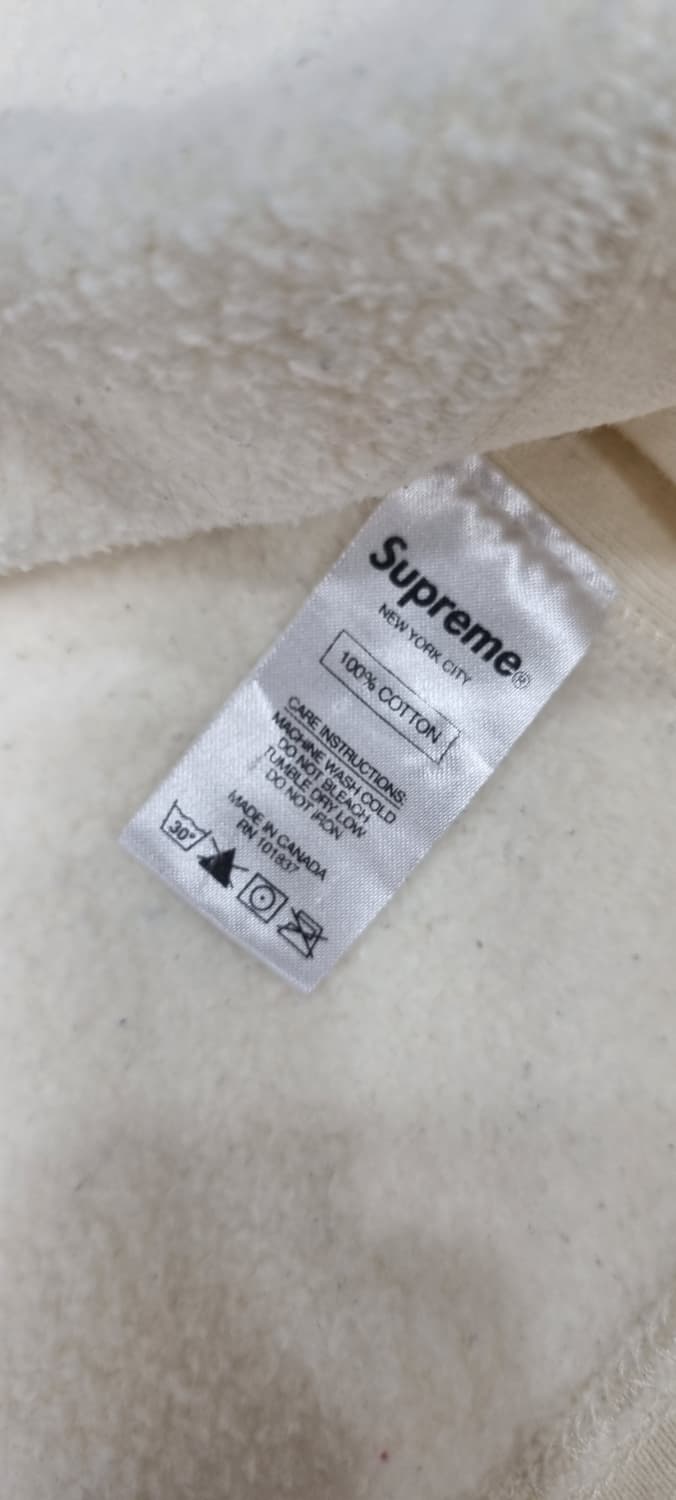 Supreme®
NEW YORK CITY
100% COTTON
CARE INSTRUCTIONS:
MACHINE WASH COLD
DO NOT BLEACH
TUMBLE DRY LOW
DO NOT IRON
MADE IN CANADA
RN 101837
30°